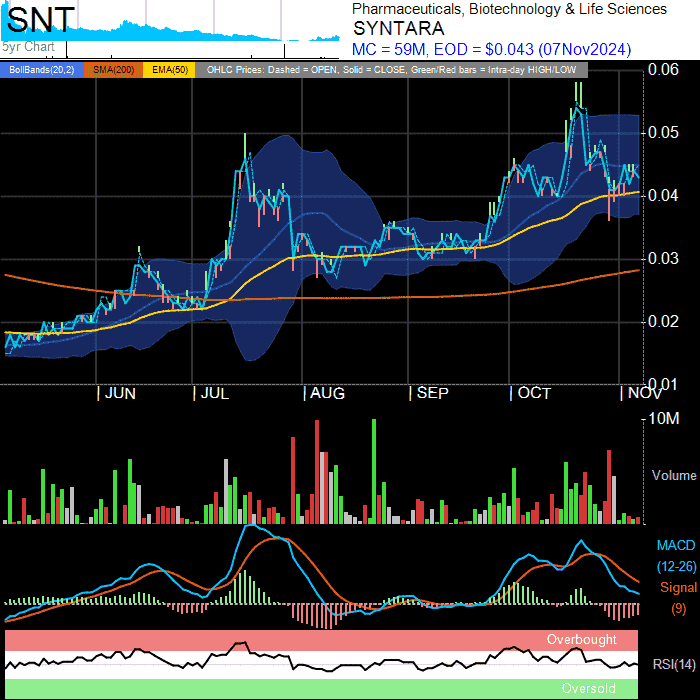 SNT
5yr Chart
Pharmaceuticals, Biotechnology & Life Sciences
SYNTARA
MC = 59M, EOD = $0.043 (07Nov2024)
BollBands(20,2) SMA(200) EMA(50) OHLC Prices: Dashed = OPEN, Solid = CLOSE, Green/Red bars = Intra-day HIGH/LOW
0.06
0.05
0.04
0.03
0.02
0.01
JUN JUL AUG SEP OCT NOV
10M
Volume
MACD
(12-26)
Signal
(9)
Overbought
RSI(14)
Oversold